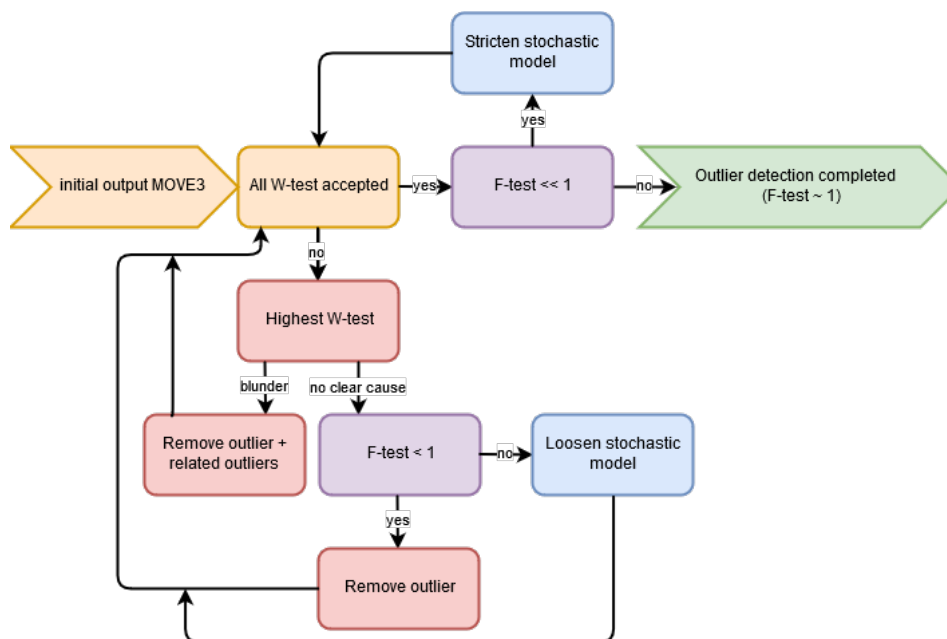 Stricten stochastic
model
yes
initial output MOVE3
All W-test accepted
yes
F-test << 1
no
Outlier detection completed
(F-test ~ 1)
no
Highest W-test
blunder
no clear cause
Remove outlier +
related outliers
F-test < 1
no
Loosen stochastic
model
yes
Remove outlier